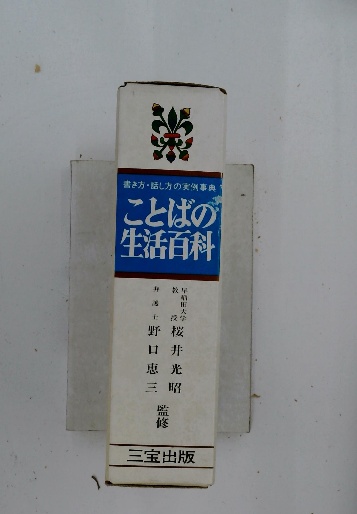 書き方・話し方の実例事典
ことばの
生活百科
早稲田大学
教授
桜井光昭
弁護士
野口恵三
監修
三宝出版